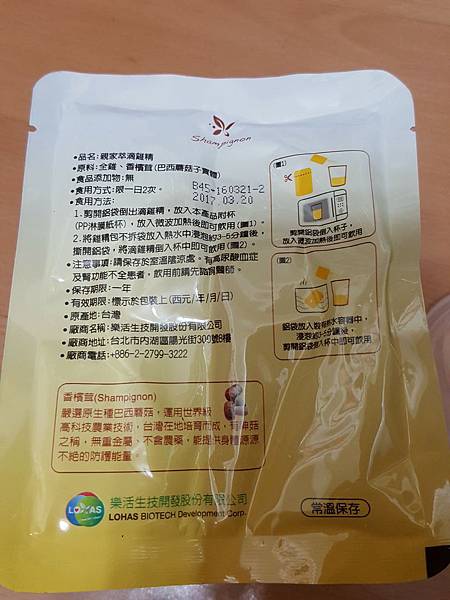 Shampignon
•品名:親家萃滴雞精
•原料:全雞、香檳茸(巴西蘑菇子實體)
•食品添加物:無
•食用方式:限一日2次。
B45-160321-2
2017.03.20
•食用方法:
1.剪開鋁袋倒出滴雞精,放入本產品附杯
(PP淋膜紙杯),放入微波加熱後即可飲用(圖1)。
2.將雞精包不拆袋放入熱水中浸泡約3-5分鐘後,
撕開鋁袋,將滴雞精倒入杯中即可飲用(圖2)。
•注意事項:請保存於室溫陰涼處。有高尿酸血症
及腎功能不全患者,飲用前請先諮詢醫師。
•保存期限:一年
•有效期限:標示於包裝上(西元/年/月/日)
•原產地:台灣
•廠商名稱:樂活生技開發股份有限公司
•廠商地址:台北市內湖區陽光街309號8樓
•廠商電話:+886-2-2799-3222
圖1
剪開鋁袋倒入杯子,
放入微波加熱後即可飲用
圖2
鋁袋放入裝有熱水容器中,
浸泡約3-5分鐘後,
剪開鋁袋倒入杯中即可飲用
香檳茸(Shampignon)
嚴選原生種巴西蘑菇,運用世界級
高科技農業技術,台灣在地培育而成,有神菇
之稱,無重金屬、不含農藥,能提供身體源源
不絕的防護能量。
LOHAS
樂活生技開發股份有限公司
LOHAS BIOTECH Development Corp.
常溫保存